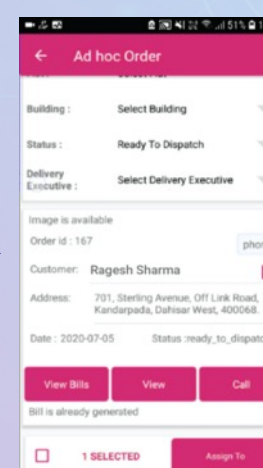 51%
← Ad hoc Order
Building : Select Building
Status : Ready To Dispatch
Delivery
Executive : Select Delivery Executive
Image is available
Order id : 167
Customer: Ragesh Sharma
Address: 701, Sterling Avenue, Off Link Road,
Kandarpada, Dahisar West, 400068.
Date : 2020-07-05 Status :ready_to_dispatc
View Bills View Call
Bill is already generated
1 SELECTED Assign To